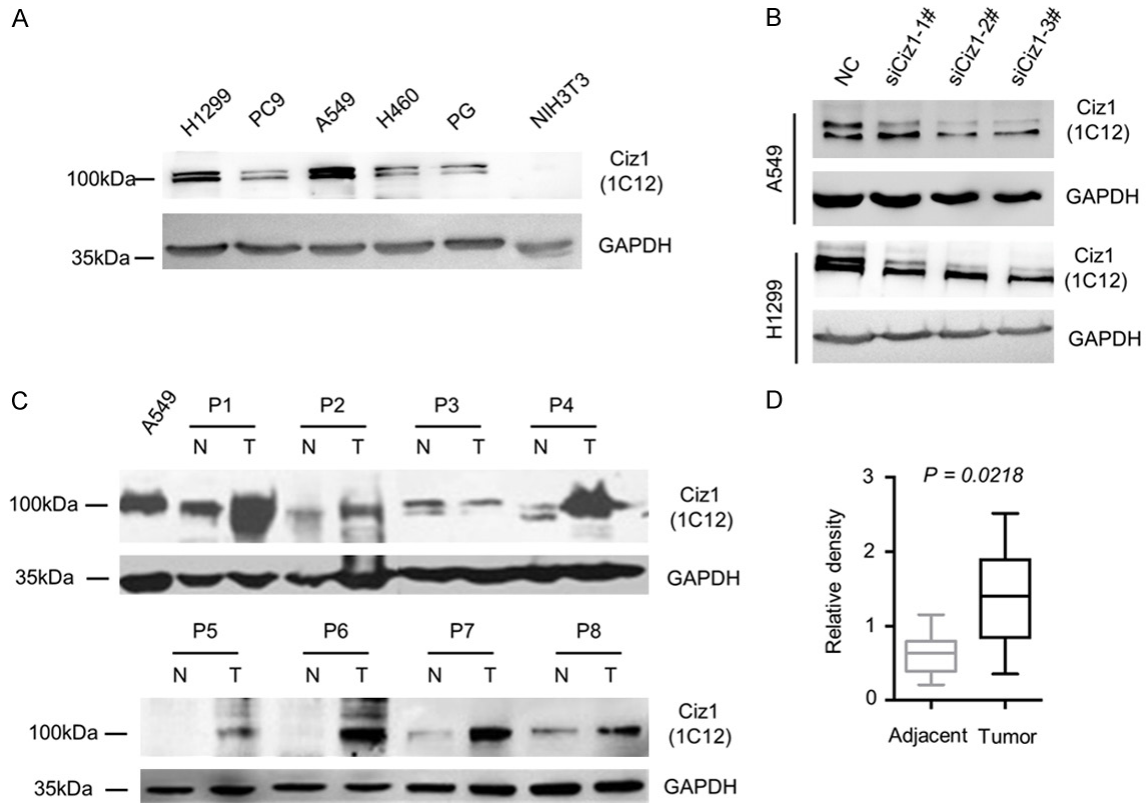 A
H1299 PC9 A549 H460 PG NIH3T3
100kDa
Ciz1
(1C12)
35kDa
GAPDH
B
NC siCiz1-1# siCiz1-2# siCiz1-3#
A549
Ciz1
(1C12)
GAPDH
H1299
Ciz1
(1C12)
GAPDH
C
A549 P1 P2 P3 P4
N T N T N T N T
100kDa
Ciz1
(1C12)
35kDa
GAPDH
P5 P6 P7 P8
N T N T N T N T
100kDa
Ciz1
(1C12)
35kDa
GAPDH
D
P = 0.0218
Relative density
3
2
1
0
Adjacent Tumor